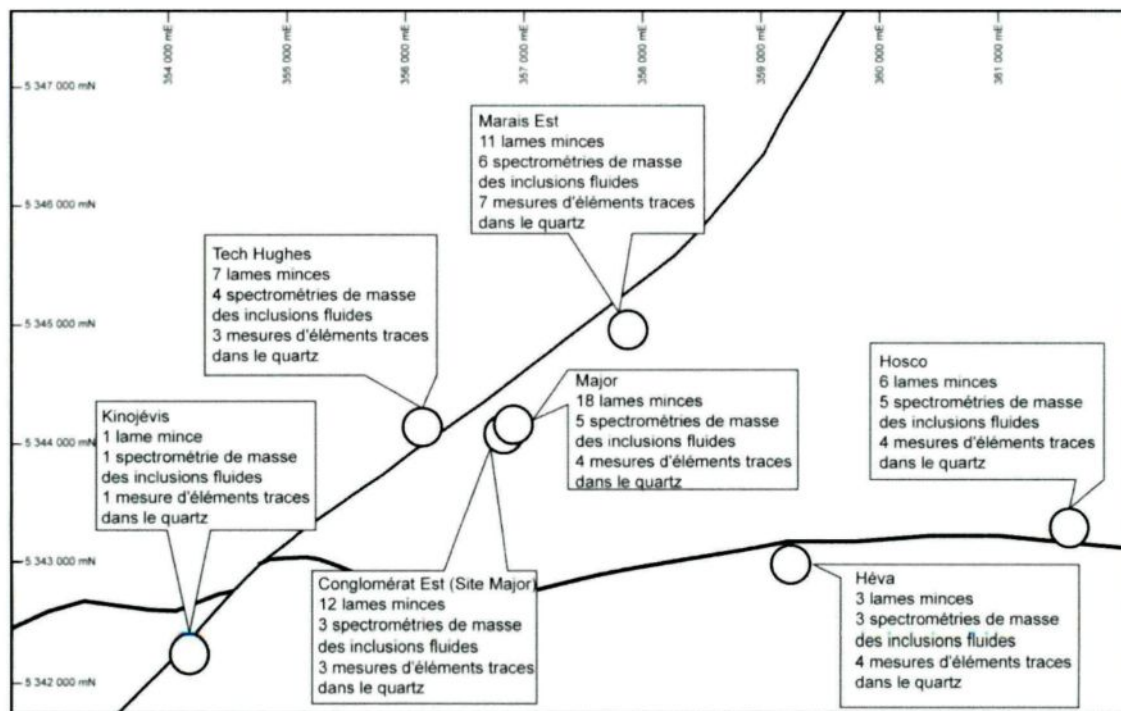 354 000 mE
355 000 mE
356 000 mE
357 000 mE
358 000 mE
359 000 mE
360 000 mE
361 000 mE
5 347 000 mN
5 346 000 mN
5 345 000 mN
5 344 000 mN
5 343 000 mN
5 342 000 mN
Marais Est
11 lames minces
6 spectrométries de masse
des inclusions fluides
7 mesures d'éléments traces
dans le quartz
Tech Hughes
7 lames minces
4 spectrométries de masse
des inclusions fluides
3 mesures d'éléments traces
dans le quartz
Major
18 lames minces
5 spectrométries de masse
des inclusions fluides
4 mesures d'éléments traces
dans le quartz
Hosco
6 lames minces
5 spectrométries de masse
des inclusions fluides
4 mesures d'éléments traces
dans le quartz
Kinojévis
1 lame mince
1 spectrométrie de masse
des inclusions fluides
1 mesure d'éléments traces
dans le quartz
Conglomérat Est (Site Major)
12 lames minces
3 spectrométries de masse
des inclusions fluides
3 mesures d'éléments traces
dans le quartz
Héva
3 lames minces
3 spectrométries de masse
des inclusions fluides
4 mesures d'éléments traces
dans le quartz